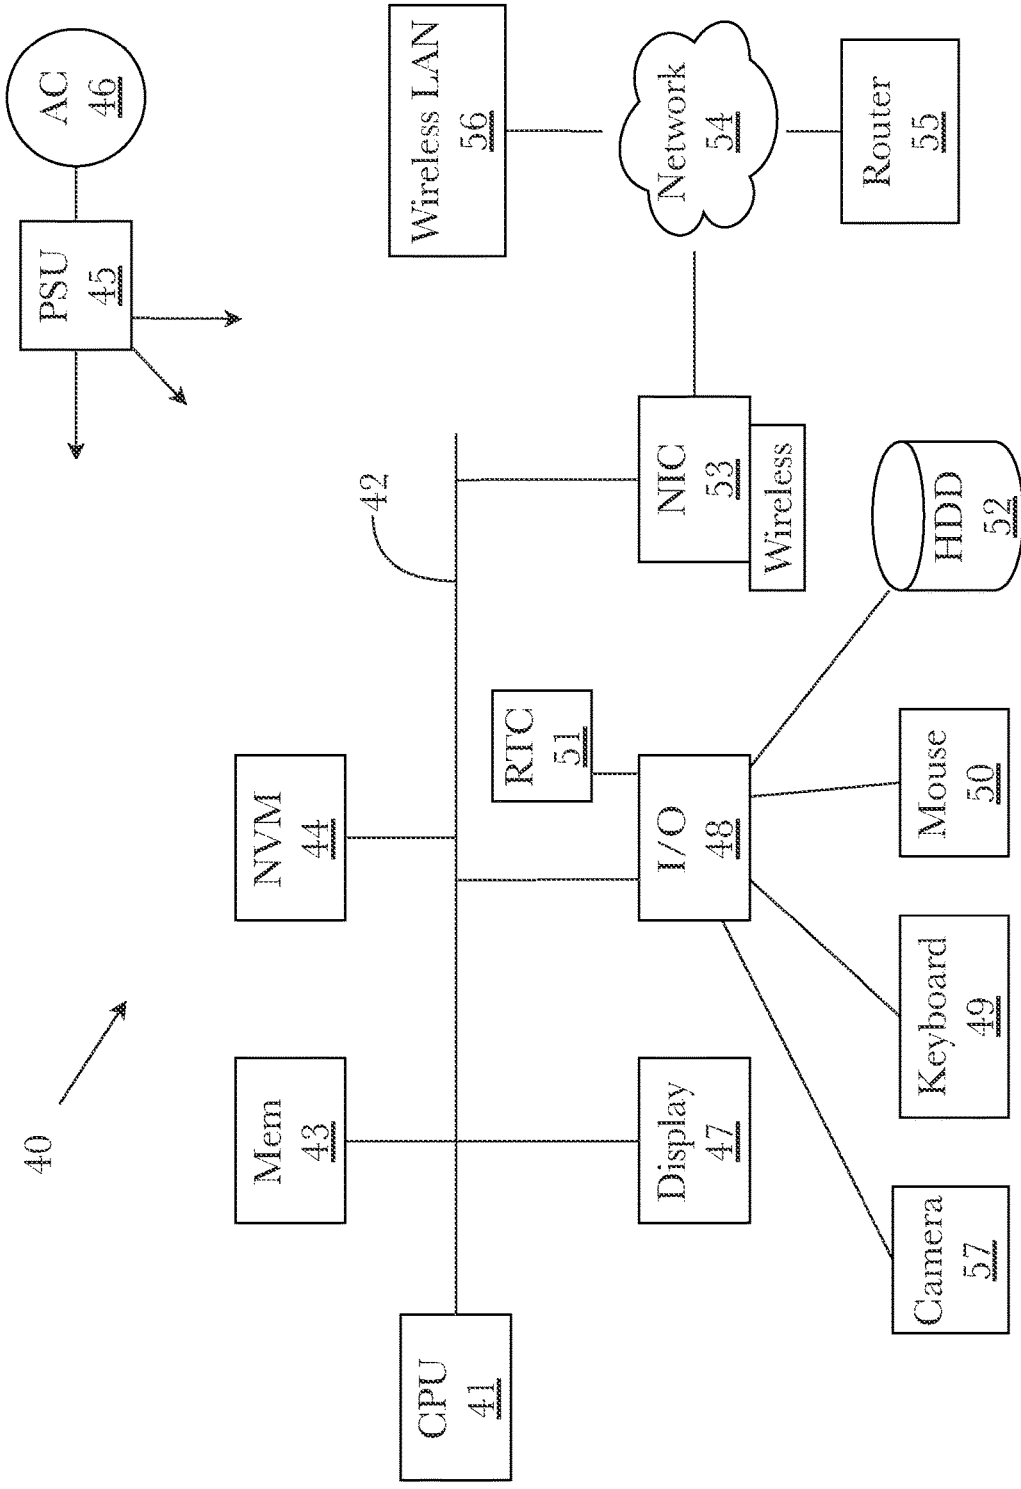 40
CPU
41
Mem
43
NVM
44
42
PSU
45
AC
46
Display
47
I/O
48
RTC
51
NIC
53
Wireless
Network
54
Wireless LAN
56
Router
55
Camera
57
Keyboard
49
Mouse
50
HDD
52